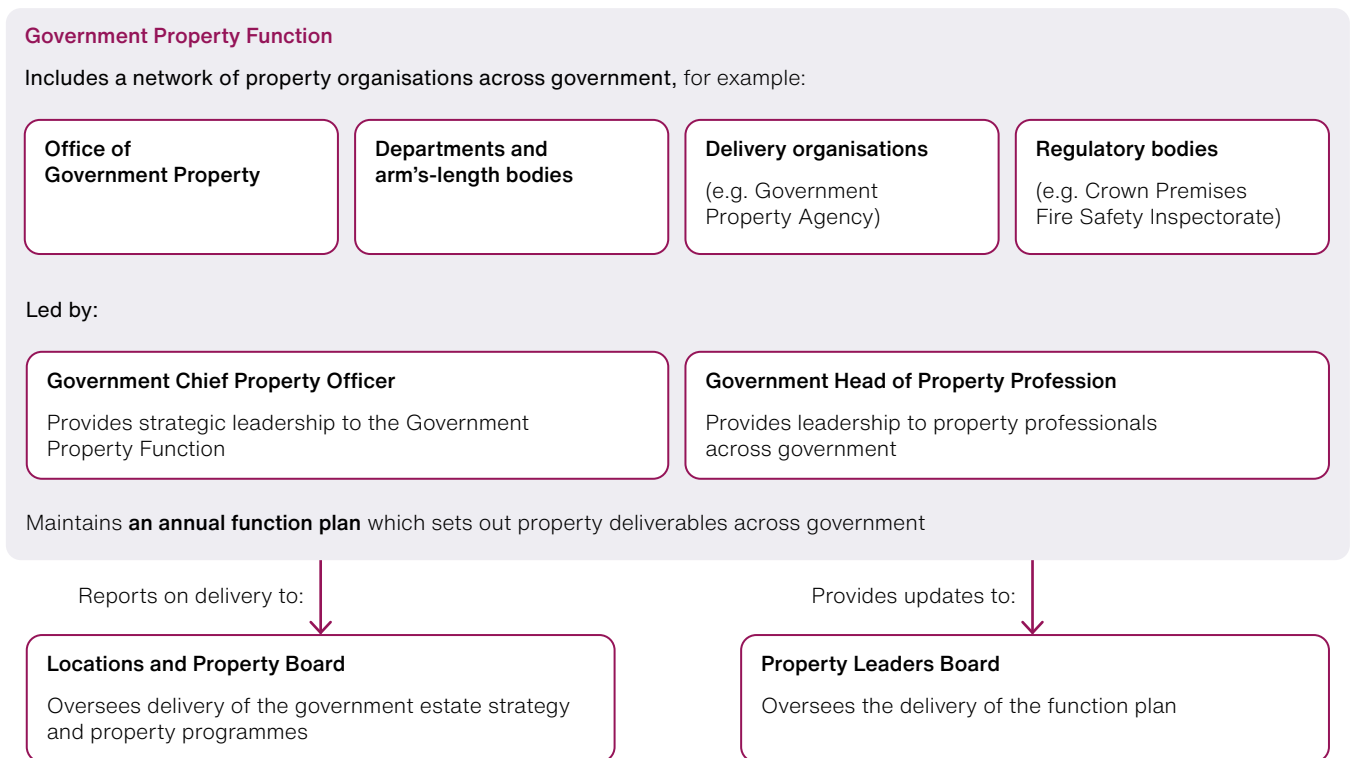 Government Property Function
Includes a network of property organisations across government, for example:
Office of
Government Property
Departments and
arm's-length bodies
Delivery organisations
(e.g. Government
Property Agency)
Regulatory bodies
(e.g. Crown Premises
Fire Safety Inspectorate)
Led by:
Government Chief Property Officer
Provides strategic leadership to the Government
Property Function
Government Head of Property Profession
Provides leadership to property professionals
across government
Maintains an annual function plan which sets out property deliverables across government
Reports on delivery to:
Provides updates to:
Locations and Property Board
Oversees delivery of the government estate strategy
and property programmes
Property Leaders Board
Oversees the delivery of the function plan